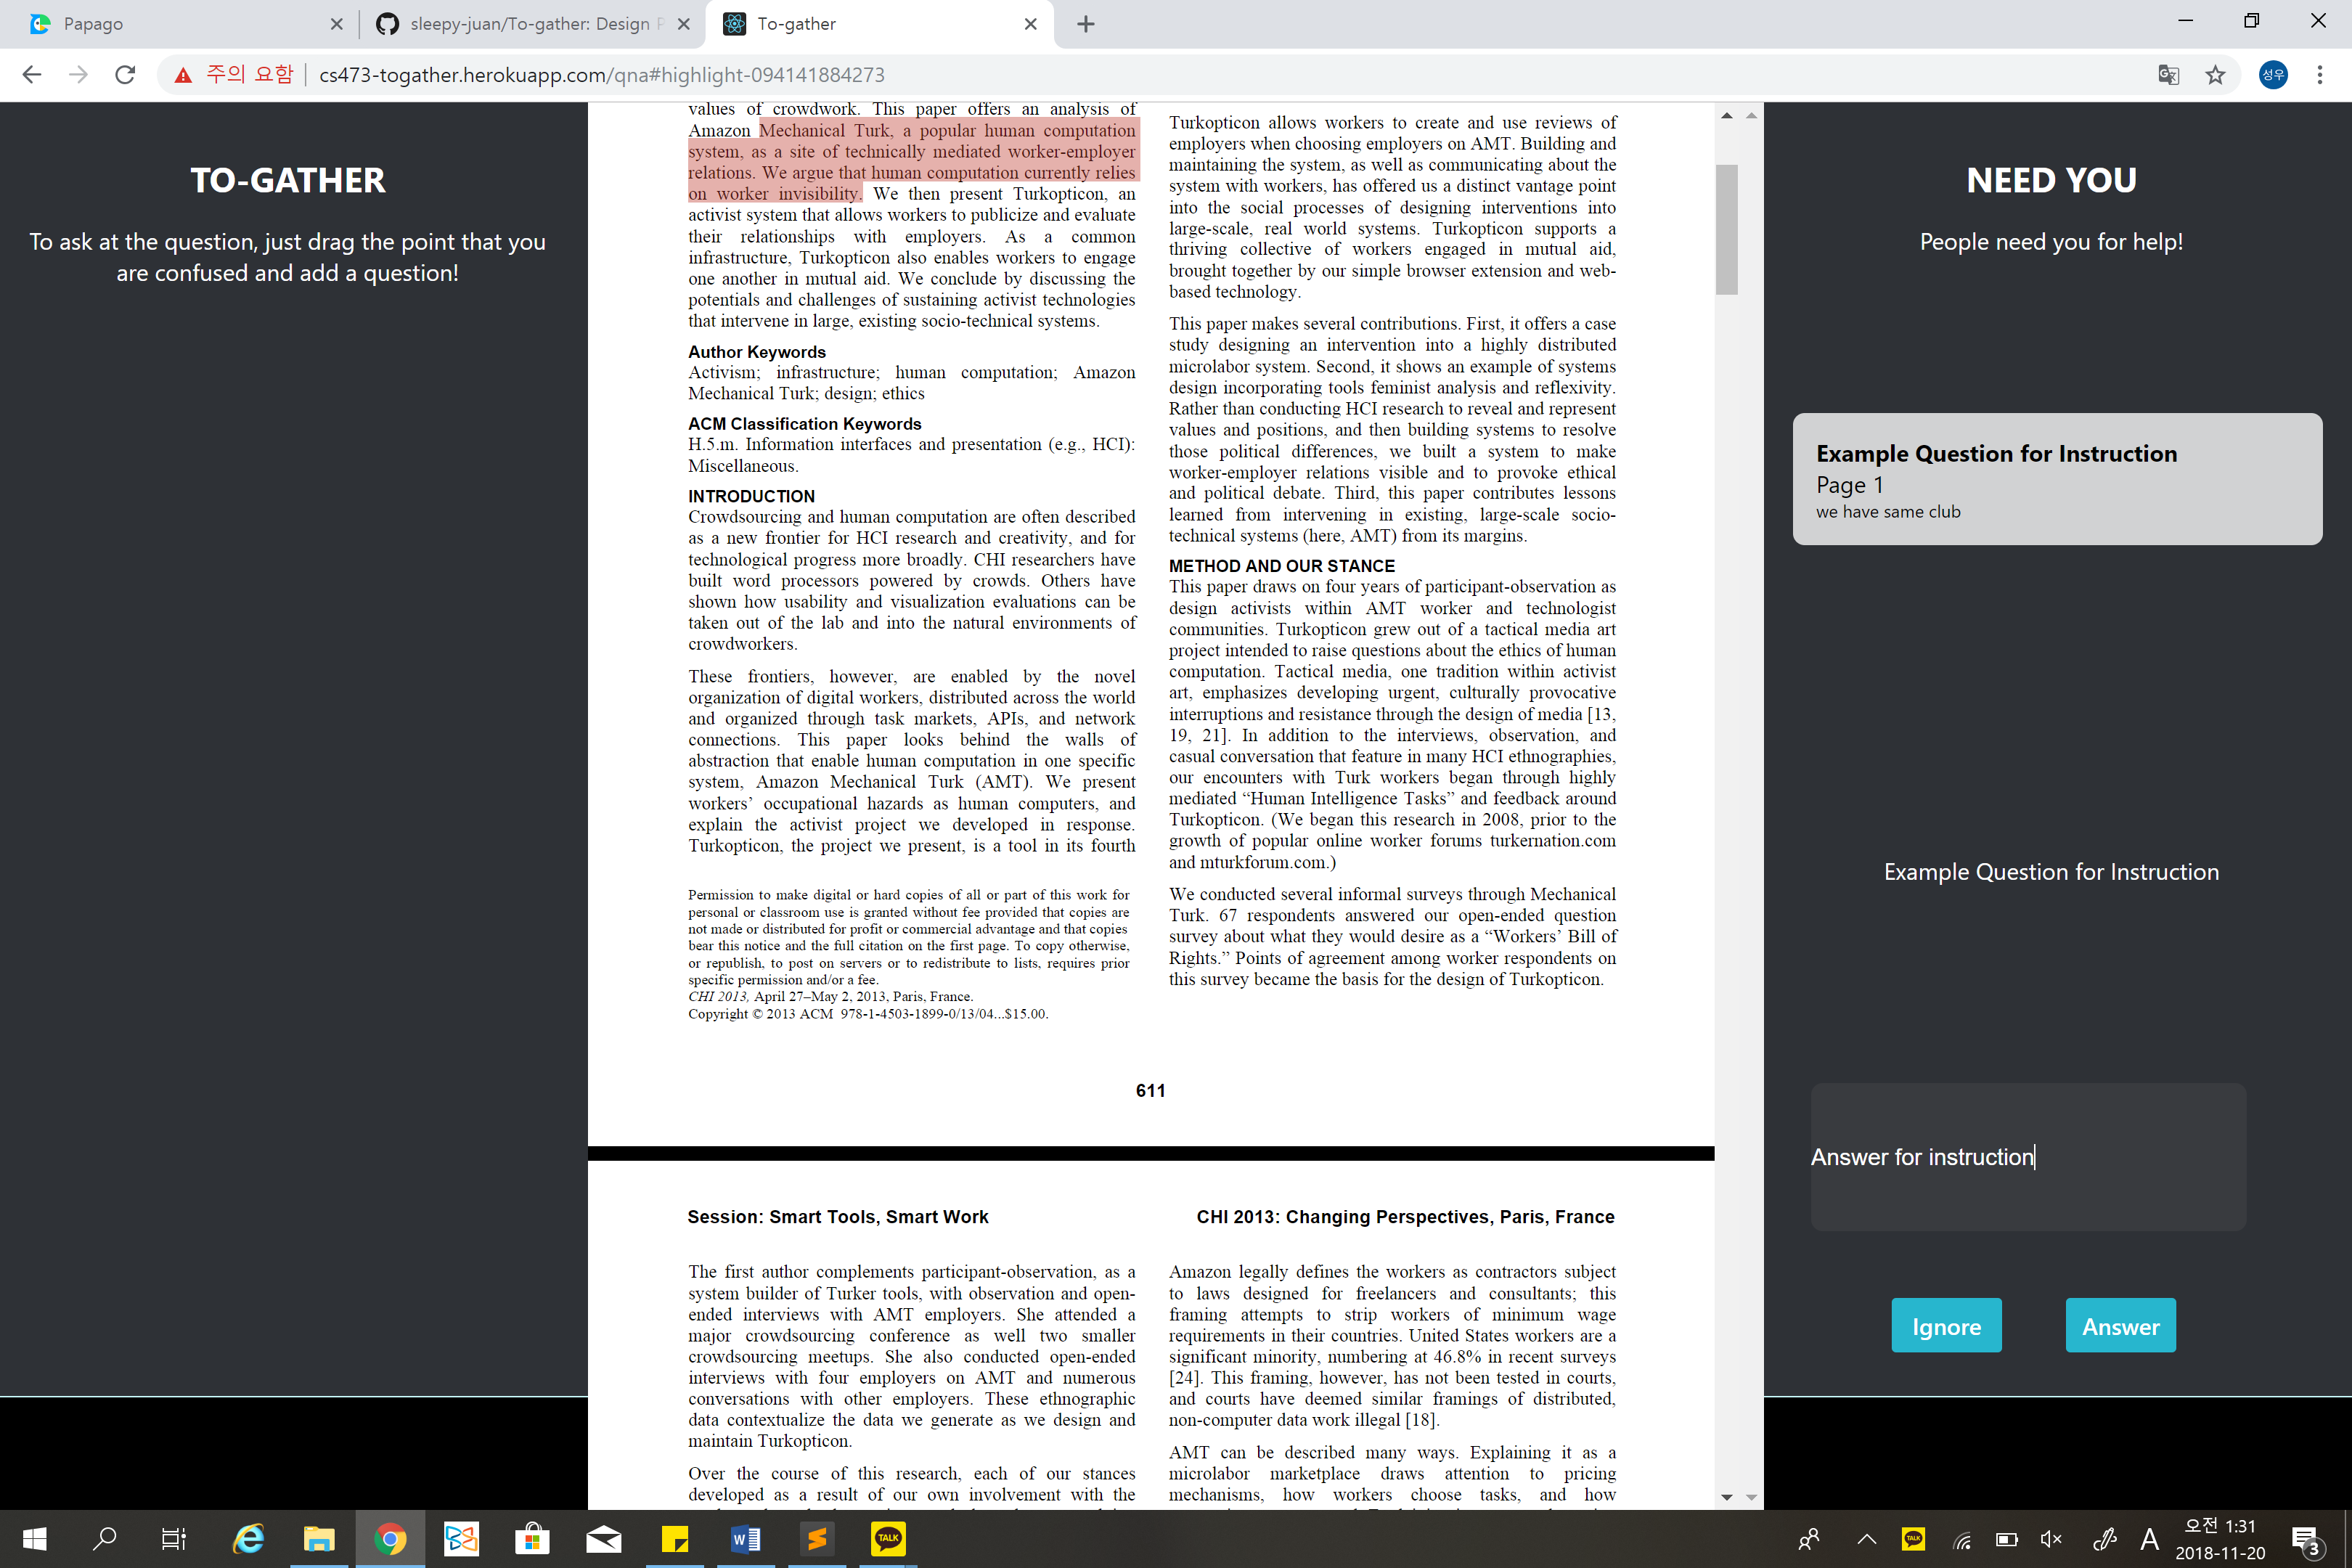 Papago
sleepy-juan/To-gather: Design P
To-gather
주의 요함
cs473-togather.herokuapp.com/qna#highlight-094141884273
성우
TO-GATHER
To ask at the question, just drag the point that you
are confused and add a question!
values of crowdwork. This paper offers an analysis of
Amazon Mechanical Turk, a popular human computation
system, as a site of technically mediated worker-employer
relations. We argue that human computation currently relies
on worker invisibility. We then present Turkopticon, an
activist system that allows workers to publicize and evaluate
their relationships with employers. As a common
infrastructure, Turkopticon also enables workers to engage
one another in mutual aid. We conclude by discussing the
potentials and challenges of sustaining activist technologies
that intervene in large, existing socio-technical systems.
Author Keywords
Activism; infrastructure; human computation; Amazon
Mechanical Turk; design; ethics
ACM Classification Keywords
H.5.m. Information interfaces and presentation (e.g., HCI):
Miscellaneous.
INTRODUCTION
Crowdsourcing and human computation are often described
as a new frontier for HCI research and creativity, and for
technological progress more broadly. CHI researchers have
built word processors powered by crowds. Others have
shown how usability and visualization evaluations can be
taken out of the lab and into the natural environments of
crowdworkers.
These frontiers, however, are enabled by the novel
organization of digital workers, distributed across the world
and organized through task markets, APIs, and network
connections. This paper looks behind the walls of
abstraction that enable human computation in one specific
system, Amazon Mechanical Turk (AMT). We present
workers’ occupational hazards as human computers, and
explain the activist project we developed in response.
Turkopticon, the project we present, is a tool in its fourth
Permission to make digital or hard copies of all or part of this work for
personal or classroom use is granted without fee provided that copies are
not made or distributed for profit or commercial advantage and that copies
bear this notice and the full citation on the first page. To copy otherwise,
or republish, to post on servers or to redistribute to lists, requires prior
specific permission and/or a fee.
CHI 2013, April 27–May 2, 2013, Paris, France.
Copyright © 2013 ACM 978-1-4503-1899-0/13/04...$15.00.
Turkopticon allows workers to create and use reviews of
employers when choosing employers on AMT. Building and
maintaining the system, as well as communicating about the
system with workers, has offered us a distinct vantage point
into the social processes of designing interventions into
large-scale, real world systems. Turkopticon supports a
thriving collective of workers engaged in mutual aid,
brought together by our simple browser extension and web-
based technology.
This paper makes several contributions. First, it offers a case
study designing an intervention into a highly distributed
microlabor system. Second, it shows an example of systems
design incorporating tools feminist analysis and reflexivity.
Rather than conducting HCI research to reveal and represent
values and positions, and then building systems to resolve
those political differences, we built a system to make
worker-employer relations visible and to provoke ethical
and political debate. Third, this paper contributes lessons
learned from intervening in existing, large-scale socio-
technical systems (here, AMT) from its margins.
METHOD AND OUR STANCE
This paper draws on four years of participant-observation as
design activists within AMT worker and technologist
communities. Turkopticon grew out of a tactical media art
project intended to raise questions about the ethics of human
computation. Tactical media, one tradition within activist
art, emphasizes developing urgent, culturally provocative
interruptions and resistance through the design of media [13,
19, 21]. In addition to the interviews, observation, and
casual conversation that feature in many HCI ethnographies,
our encounters with Turk workers began through highly
mediated “Human Intelligence Tasks” and feedback around
Turkopticon. (We began this research in 2008, prior to the
growth of popular online worker forums turkernation.com
and mturkforum.com.)
We conducted several informal surveys through Mechanical
Turk. 67 respondents answered our open-ended question
survey about what they would desire as a “Workers’ Bill of
Rights.” Points of agreement among worker respondents on
this survey became the basis for the design of Turkopticon.
611
Session: Smart Tools, Smart Work
CHI 2013: Changing Perspectives, Paris, France
The first author complements participant-observation, as a
system builder of Turker tools, with observation and open-
ended interviews with AMT employers. She attended a
major crowdsourcing conference as well two smaller
crowdsourcing meetups. She also conducted open-ended
interviews with four employers on AMT and numerous
conversations with other employers. These ethnographic
data contextualize the data we generate as we design and
maintain Turkopticon.
Over the course of this research, each of our stances
developed as a result of our own involvement with the
Amazon legally defines the workers as contractors subject
to laws designed for freelancers and consultants; this
framing attempts to strip workers of minimum wage
requirements in their countries. United States workers are a
significant minority, numbering at 46.8% in recent surveys
[24]. This framing, however, has not been tested in courts,
and courts have deemed similar framings of distributed,
non-computer data work illegal [18].
AMT can be described many ways. Explaining it as a
microlabor marketplace draws attention to pricing
mechanisms, how workers choose tasks, and how
NEED YOU
People need you for help!
Example Question for Instruction
Page 1
we have same club
Example Question for Instruction
Answer for instruction
Ignore
Answer
TALK
TALK
A
오전 1:31
2018-11-20
3